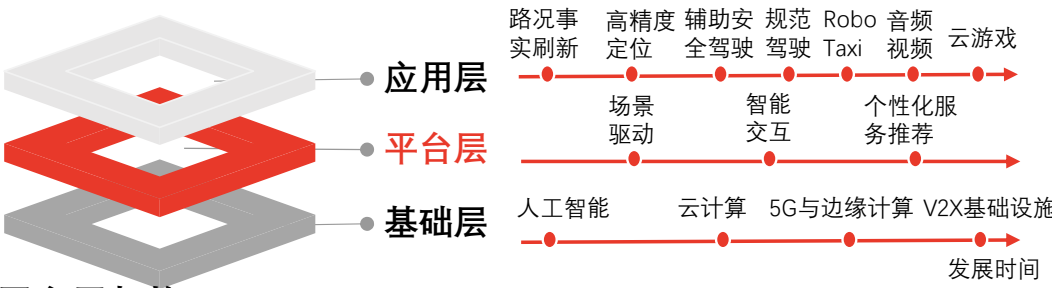 路况事
实刷新
高精度
定位
辅助安
全驾驶
规范
驾驶
Robo
Taxi
音频
视频
云游戏
应用层
场景
驱动
智能
交互
个性化服
务推荐
平台层
人工智能
云计算
5G与边缘计算
V2X基础设施
基础层
发展时间